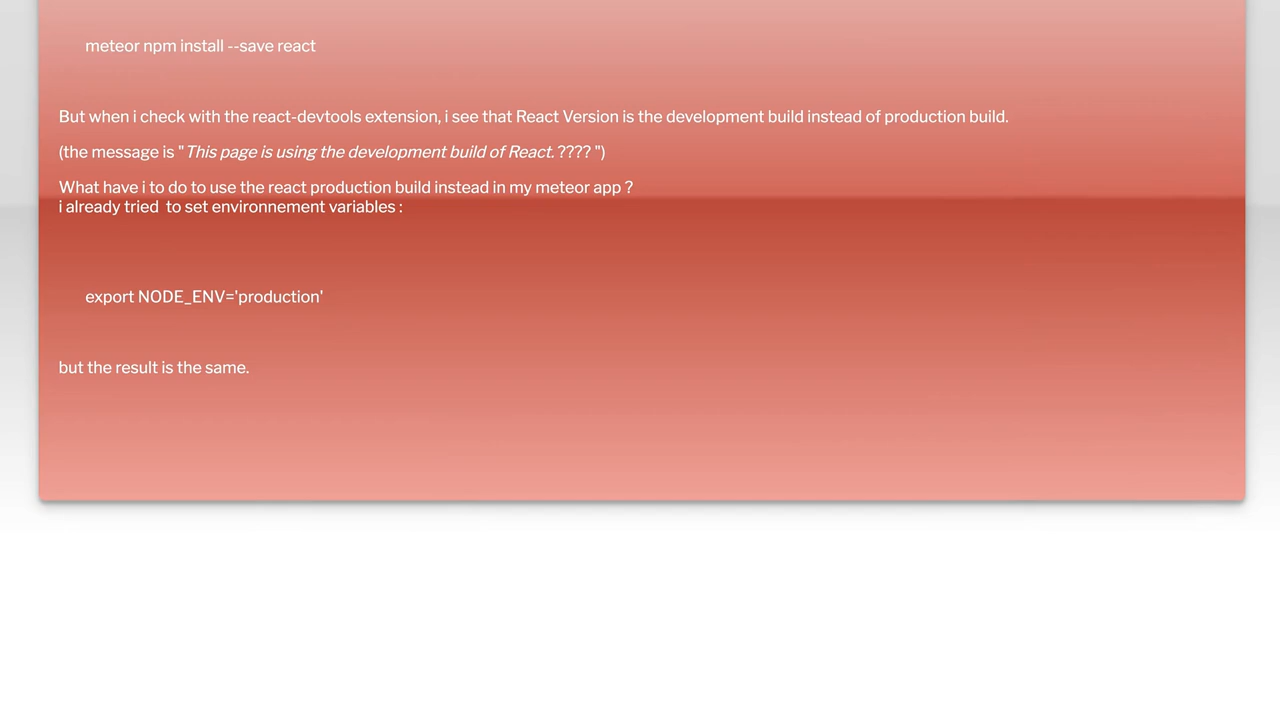 meteor npm install --save react
But when i check with the react-devtools extension, i see that React Version is the development build instead of production build.
(the message is "This page is using the development build of React. ???? ")
What have i to do to use the react production build instead in my meteor app ?
i already tried  to set environnement variables :
export NODE_ENV='production'
but the result is the same.